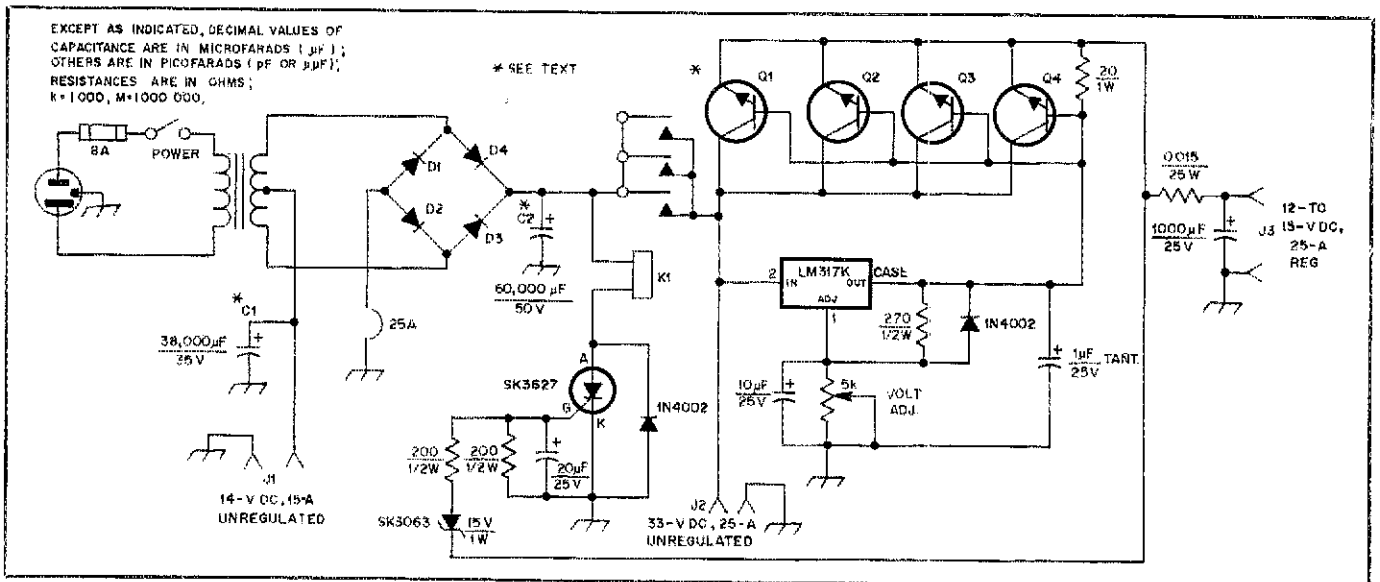 EXCEPT AS INDICATED, DECIMAL VALUES OF
CAPACITANCE ARE IN MICROFARADS (µF);
OTHERS ARE IN PICOFARADS (pF OR µµF);
RESISTANCES ARE IN OHMS;
k=1000, M=1000 000.
* SEE TEXT
8A
POWER
D1
D4
D2
D3
* C2
+
60,000 µF
50V
K1
*
Q1
Q2
Q3
Q4
20
1W
0.015
25W
1000µF
25V
+
J3
12-TO
15-V DC,
25-A
REG
* C1
+
38,000µF
35V
25A
J1
14-V DC, 15-A
UNREGULATED
A
SK3627
G
K
1N4002
200
1/2W
200
1/2W
+
20µF
25V
SK3063
15V
1W
J2
33-V DC, 25-A
UNREGULATED
2
LM317K
IN
OUT
ADJ
CASE
1
270
1/2W
1N4002
+
1µF
25V
TANT.
10µF
25V
+
5k
VOLT
ADJ.